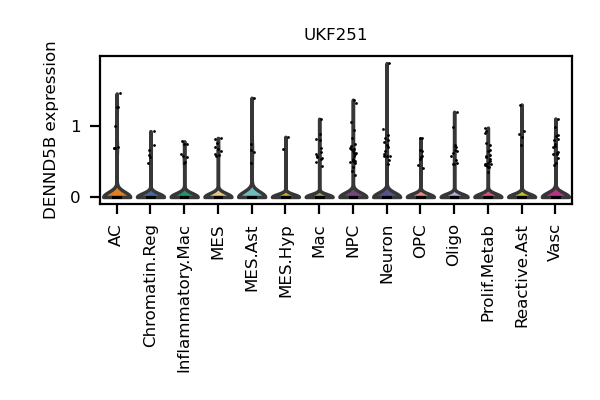 UKF251
DENND5B expression
1
0
AC
Chromatin.Reg
Inflammatory.Mac
MES
MES.Ast
MES.Hyp
Mac
NPC
Neuron
OPC
Oligo
Prolif.Metab
Reactive.Ast
Vasc